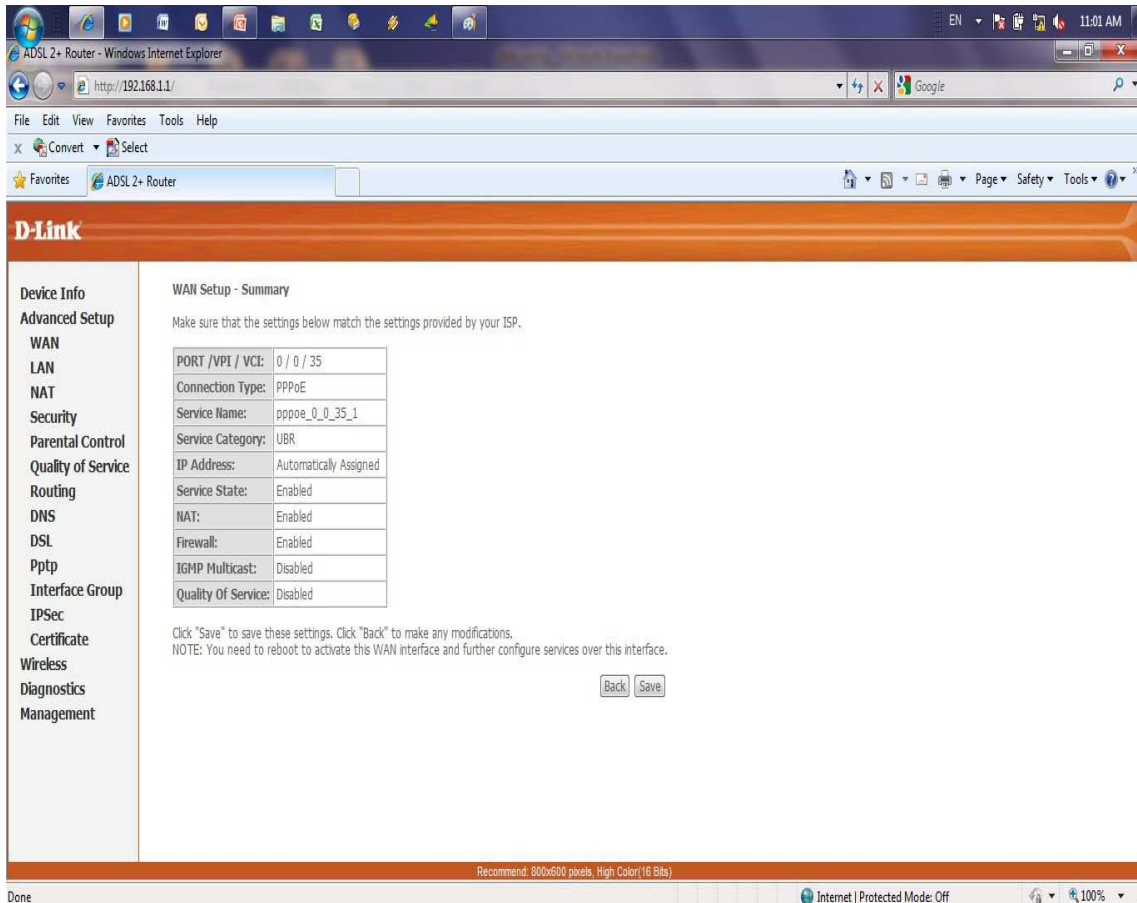 EN 11:01 AM
ADSL 2+ Router - Windows Internet Explorer
http://192.168.1.1/
Google
File Edit View Favorites Tools Help
x Convert Select
Favorites ADSL 2+ Router Page Safety Tools
D-Link
Device Info
Advanced Setup
WAN
LAN
NAT
Security
Parental Control
Quality of Service
Routing
DNS
DSL
Pptp
Interface Group
IPSec
Certificate
Wireless
Diagnostics
Management
WAN Setup - Summary
Make sure that the settings below match the settings provided by your ISP.
PORT /VPI / VCI: 0 / 0 / 35
Connection Type: PPPoE
Service Name: pppoe_0_0_35_1
Service Category: UBR
IP Address: Automatically Assigned
Service State: Enabled
NAT: Enabled
Firewall: Enabled
IGMP Multicast: Disabled
Quality Of Service: Disabled
Click "Save" to save these settings. Click "Back" to make any modifications.
NOTE: You need to reboot to activate this WAN interface and further configure services over this interface.
Back Save
Recommend: 800x600 pixels, High Color(16 Bits)
Done Internet | Protected Mode: Off 100%